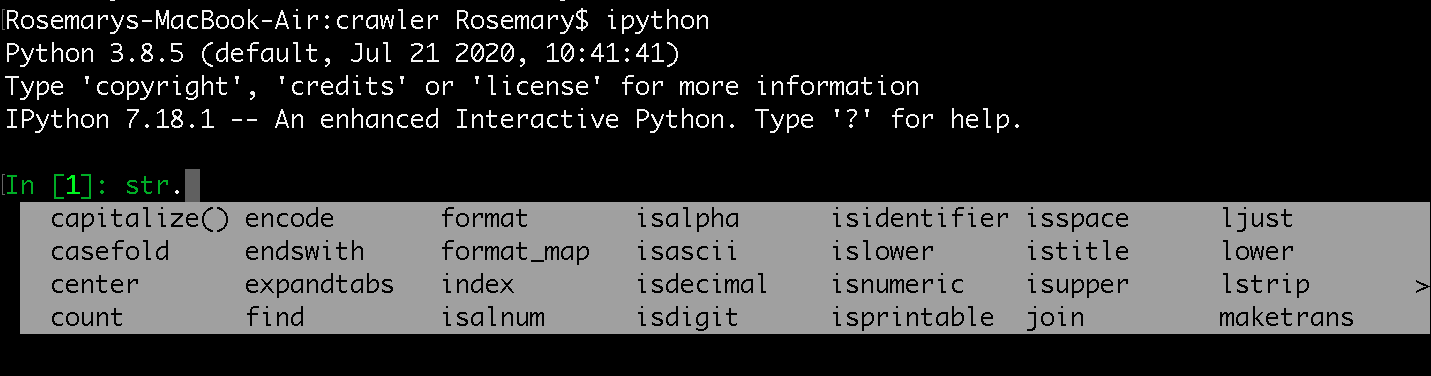 Rosemarys-MacBook-Air:crawler Rosemary$ ipython
Python 3.8.5 (default, Jul 21 2020, 10:41:41)
Type 'copyright', 'credits' or 'license' for more information
IPython 7.18.1 -- An enhanced Interactive Python. Type '?' for help.
In [1]: str.
capitalize() encode format isalpha isidentifier isspace ljust
casefold endswith format_map isascii islower istitle lower
center expandtabs index isdecimal isnumeric isupper lstrip >
count find isalnum isdigit isprintable join maketrans